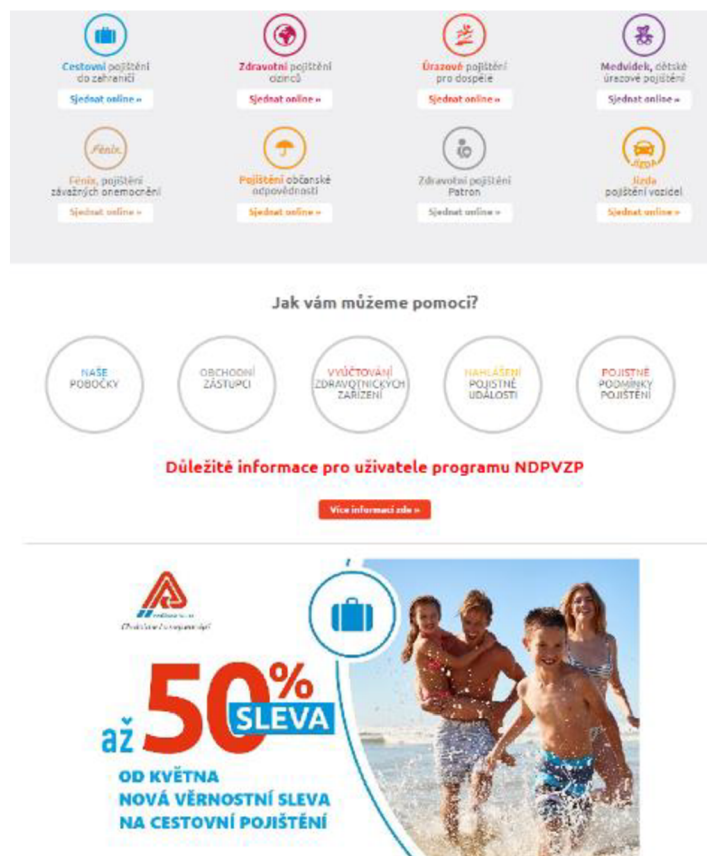 Cestovní pojištění
do zahraničí
Sjednat online »
Zdravotní pojištění
cizinců
Sjednat online »
Úrazové pojištění
pro dospělé
Sjednat online »
Medvídek, dětské
úrazové pojištění
Sjednat online »
Fénix
Fénix, pojištění
závažných onemocnění
Sjednat online »
Pojištění občanské
odpovědnosti
Sjednat online »
Zdravotní pojištění
Patron
Sjednat online »
JÍZDA
Jízda
pojištění vozidel
Sjednat online »
Jak vám můžeme pomoci?
NAŠE
POBOČKY
OBCHODNÍ
ZÁSTUPCI
VYÚČTOVÁNÍ
ZDRAVOTNICKÝCH
ZAŘÍZENÍ
NAHLÁŠENÍ
POJISTNÉ
UDÁLOSTI
POJISTNÉ
PODMÍNKY
POJIŠTĚNÍ
Důležité informace pro uživatele programu NDPVZP
Více informací zde »
až 50%
SLEVA
OD KVĚTNA
NOVÁ VĚRNOSTNÍ SLEVA
NA CESTOVNÍ POJIŠTĚNÍ